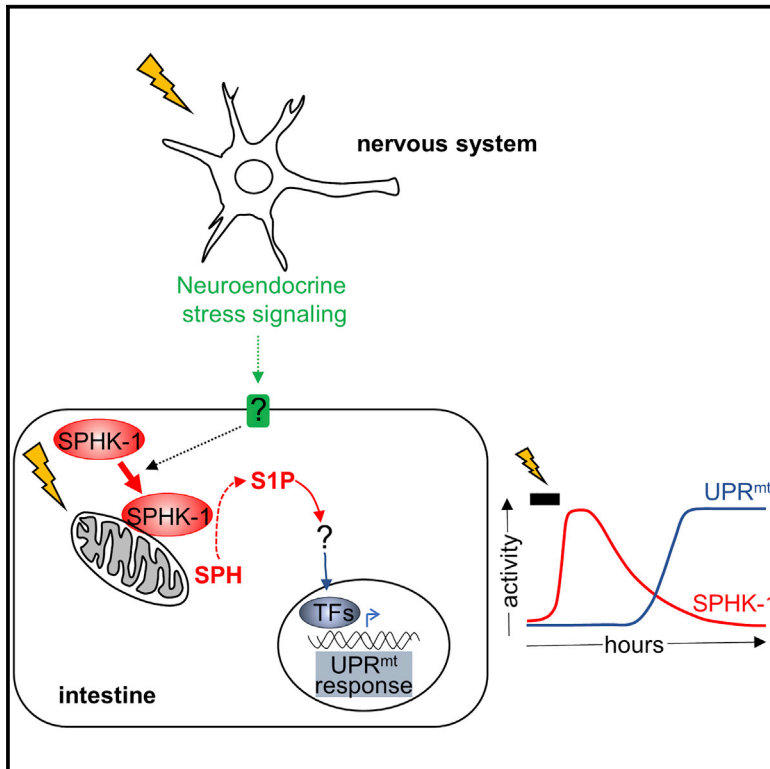 nervous system
Neuroendocrine
stress signaling
?
SPHK-1
SPHK-1
S1P
SPH
?
TFs
UPRmt
response
intestine
UPRmt
SPHK-1
activity
hours